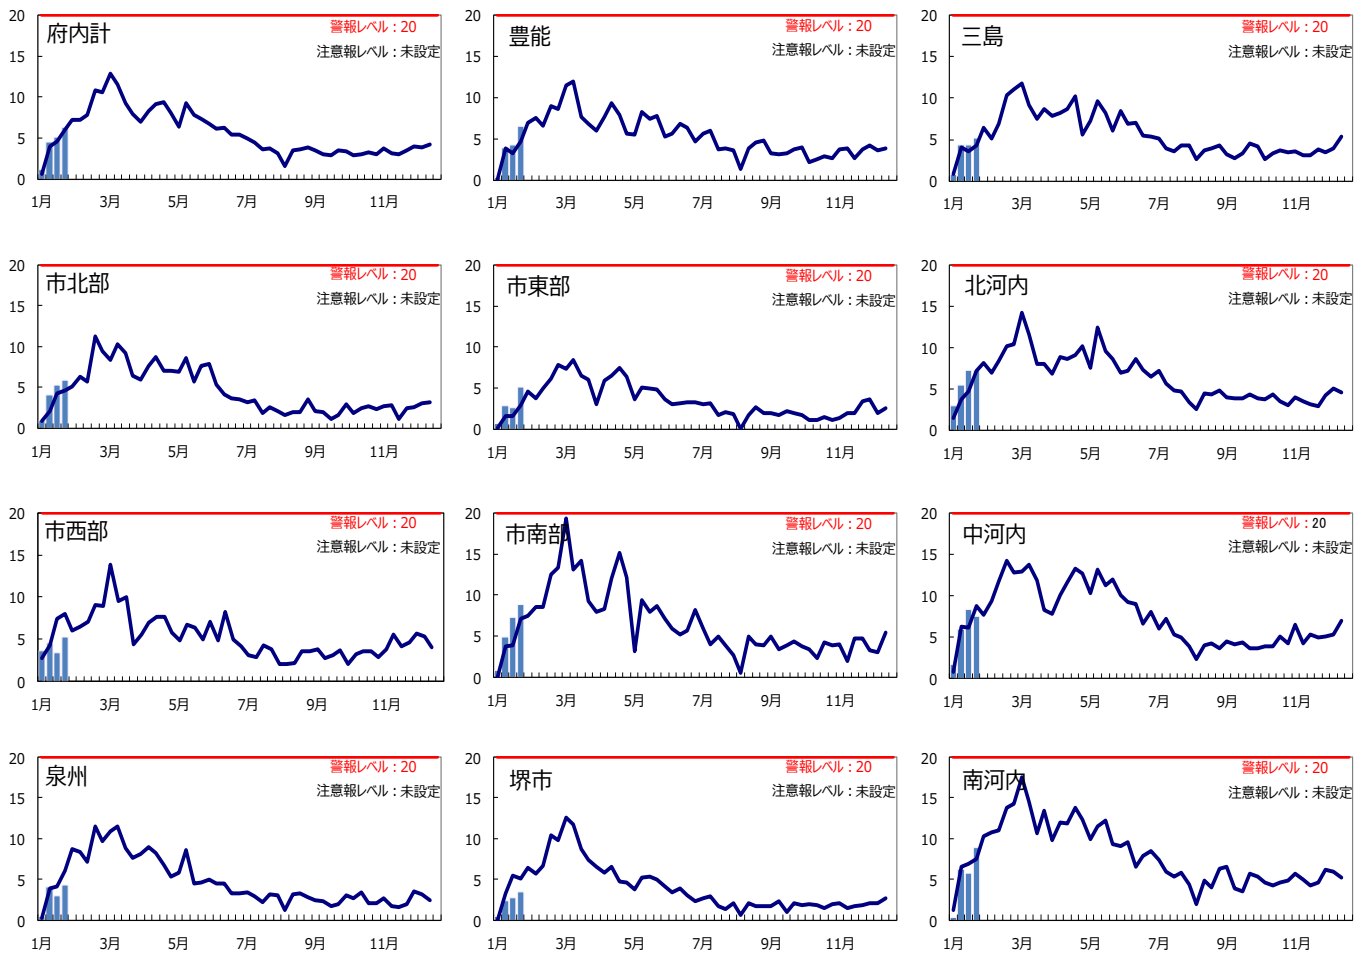 府内計
警報レベル：20
注意報レベル：未設定
20
15
10
5
0
1月 3月 5月 7月 9月 11月
豊能
警報レベル：20
注意報レベル：未設定
20
15
10
5
0
1月 3月 5月 7月 9月 11月
三島
警報レベル：20
注意報レベル：未設定
20
15
10
5
0
1月 3月 5月 7月 9月 11月
市北部
警報レベル：20
注意報レベル：未設定
20
15
10
5
0
1月 3月 5月 7月 9月 11月
市東部
警報レベル：20
注意報レベル：未設定
20
15
10
5
0
1月 3月 5月 7月 9月 11月
北河内
警報レベル：20
注意報レベル：未設定
20
15
10
5
0
1月 3月 5月 7月 9月 11月
市西部
警報レベル：20
注意報レベル：未設定
20
15
10
5
0
1月 3月 5月 7月 9月 11月
市南部
警報レベル：20
注意報レベル：未設定
20
15
10
5
0
1月 3月 5月 7月 9月 11月
中河内
警報レベル：20
注意報レベル：未設定
20
15
10
5
0
1月 3月 5月 7月 9月 11月
泉州
警報レベル：20
注意報レベル：未設定
20
15
10
5
0
1月 3月 5月 7月 9月 11月
堺市
警報レベル：20
注意報レベル：未設定
20
15
10
5
0
1月 3月 5月 7月 9月 11月
南河内
警報レベル：20
注意報レベル：未設定
20
15
10
5
0
1月 3月 5月 7月 9月 11月